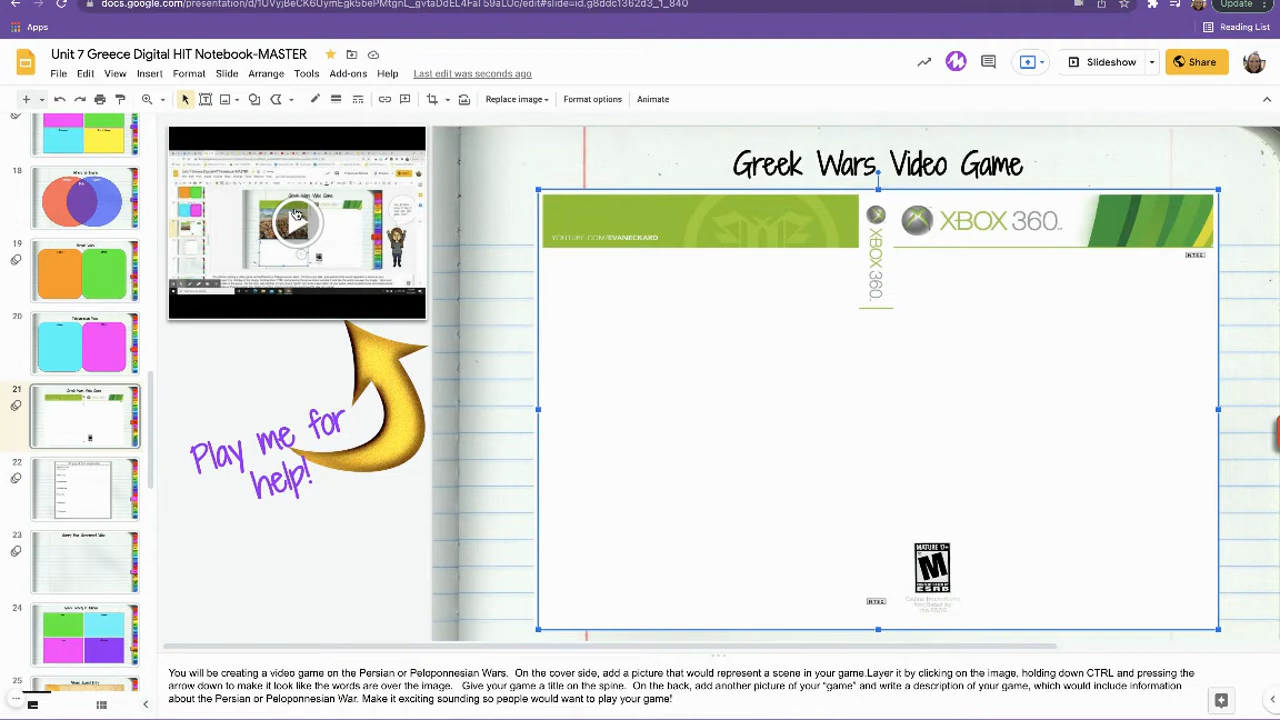 docs.google.com/presentation/d/1UVyjBeCK6UymEgk5bePMtgnL_gvtaDdEL4FaF59aLUc/edit#slide=id.g8ddc1362d3_1_840
Update
Apps
Reading List
Unit 7 Greece Digital HIT Notebook-MASTER
File Edit View Insert Format Slide Arrange Tools Add-ons Help Last edit was seconds ago
Slideshow
Share
Replace image Format options Animate
18
19
20
21
22
23
24
25
Play me for
help!
Greek Wars Video Game
YOUTUBE.COM/EVANECKARD
XBOX 360
XBOX 360
NTSC
MATURE 17+
M
ESRB
NTSC
You will be creating a video game on the Persian or Peloponnesian Wars. On the cover side, add a picture that would represent a scene in your game.Layer it by clicking on the image, holding down CTRL and pressing the
arrow down to make it look like the words are over the image. Give your game a title on the spine. On the back, add another picture of your "game" and write a description of your game, which would include information
about the Persian or Peloponnesian War. Make it exciting sounding so people would want to play your game!